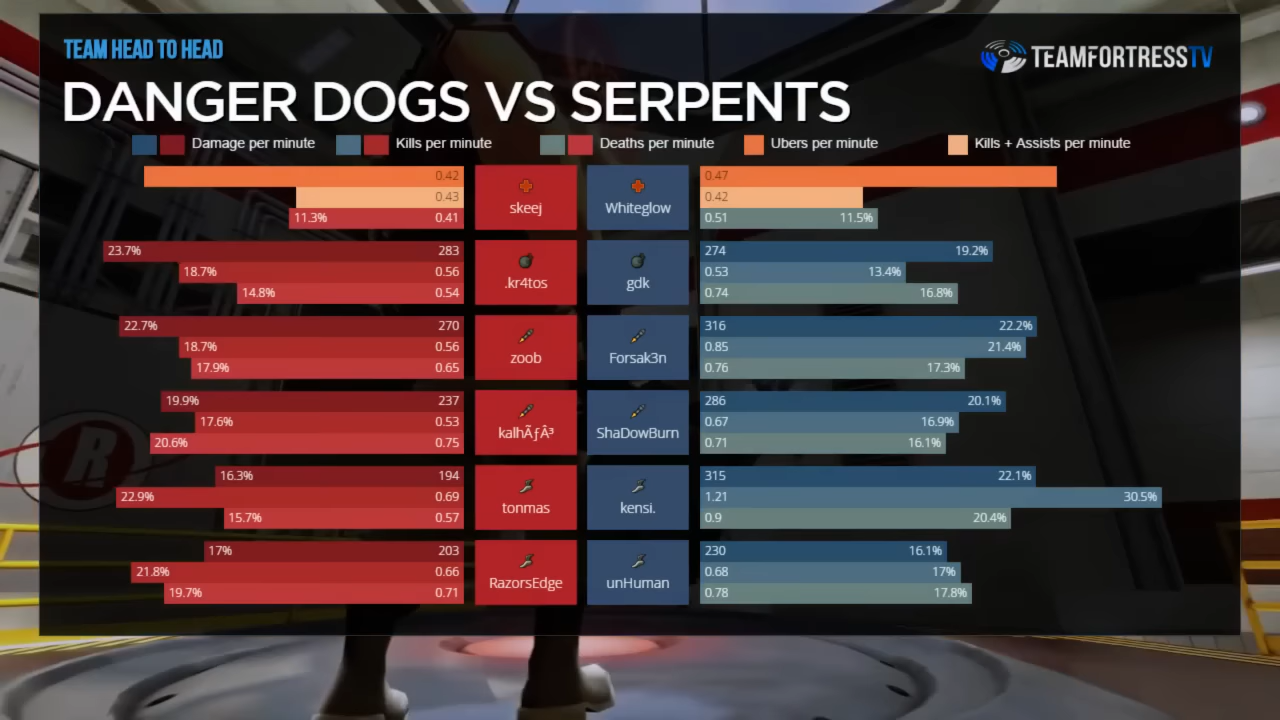 TEAM HEAD TO HEAD
TEAMFORTRESSTV
DANGER DOGS VS SERPENTS
Damage per minute Kills per minute Deaths per minute Ubers per minute Kills + Assists per minute
0.42 0.47
0.43 0.42
skeej Whiteglow
11.3% 0.41 0.51 11.5%
23.7% 283 274 19.2%
18.7% 0.56 0.53 13.4%
.kr4tos gdk
14.8% 0.54 0.74 16.8%
22.7% 270 316 22.2%
18.7% 0.56 0.85 21.4%
zoob Forsak3n
17.9% 0.65 0.76 17.3%
19.9% 237 286 20.1%
17.6% 0.53 0.67 16.9%
kalhÃƒÂ³ ShaDowBurn
20.6% 0.75 0.71 16.1%
16.3% 194 315 22.1%
22.9% 0.69 1.21 30.5%
tonmas kensi.
15.7% 0.57 0.9 20.4%
17% 203 230 16.1%
21.8% 0.66 0.68 17%
RazorsEdge unHuman
19.7% 0.71 0.78 17.8%
R